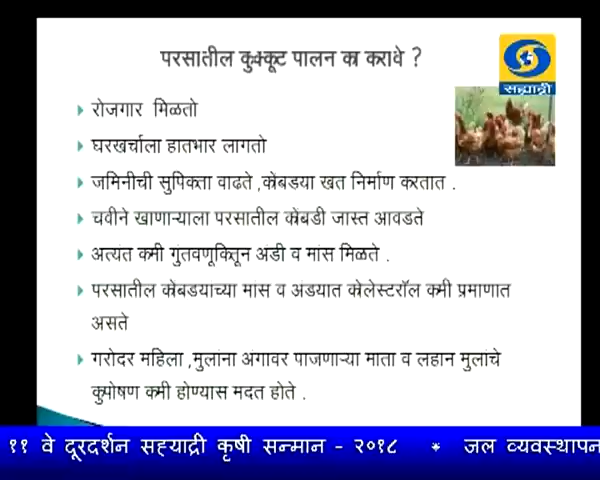 परसातील कुक्कूट पालन का करावे ?
सह्याद्री
रोजगार मिळतो
घरखर्चाला हातभार लागतो
जमिनीची सुपिकता वाढते ,कोंबडया खत निर्माण करतात .
चवीने खाणाऱ्याला परसातील कोंबडी जास्त आवडते
अत्यंत कमी गुंतवणूकितून अंडी व मांस मिळते .
परसातील कोंबडयाच्या मांस व अंडयात कोलेस्टरॉल कमी प्रमाणात
असते
गरोदर महिला ,मुलांना अंगावर पाजणाऱ्या माता व लहान मुलांचे
कुपोषण कमी होण्यास मदत होते .
११ वे दूरदर्शन सह्याद्री कृषी सन्मान - २०१८ * जल व्यवस्थापन